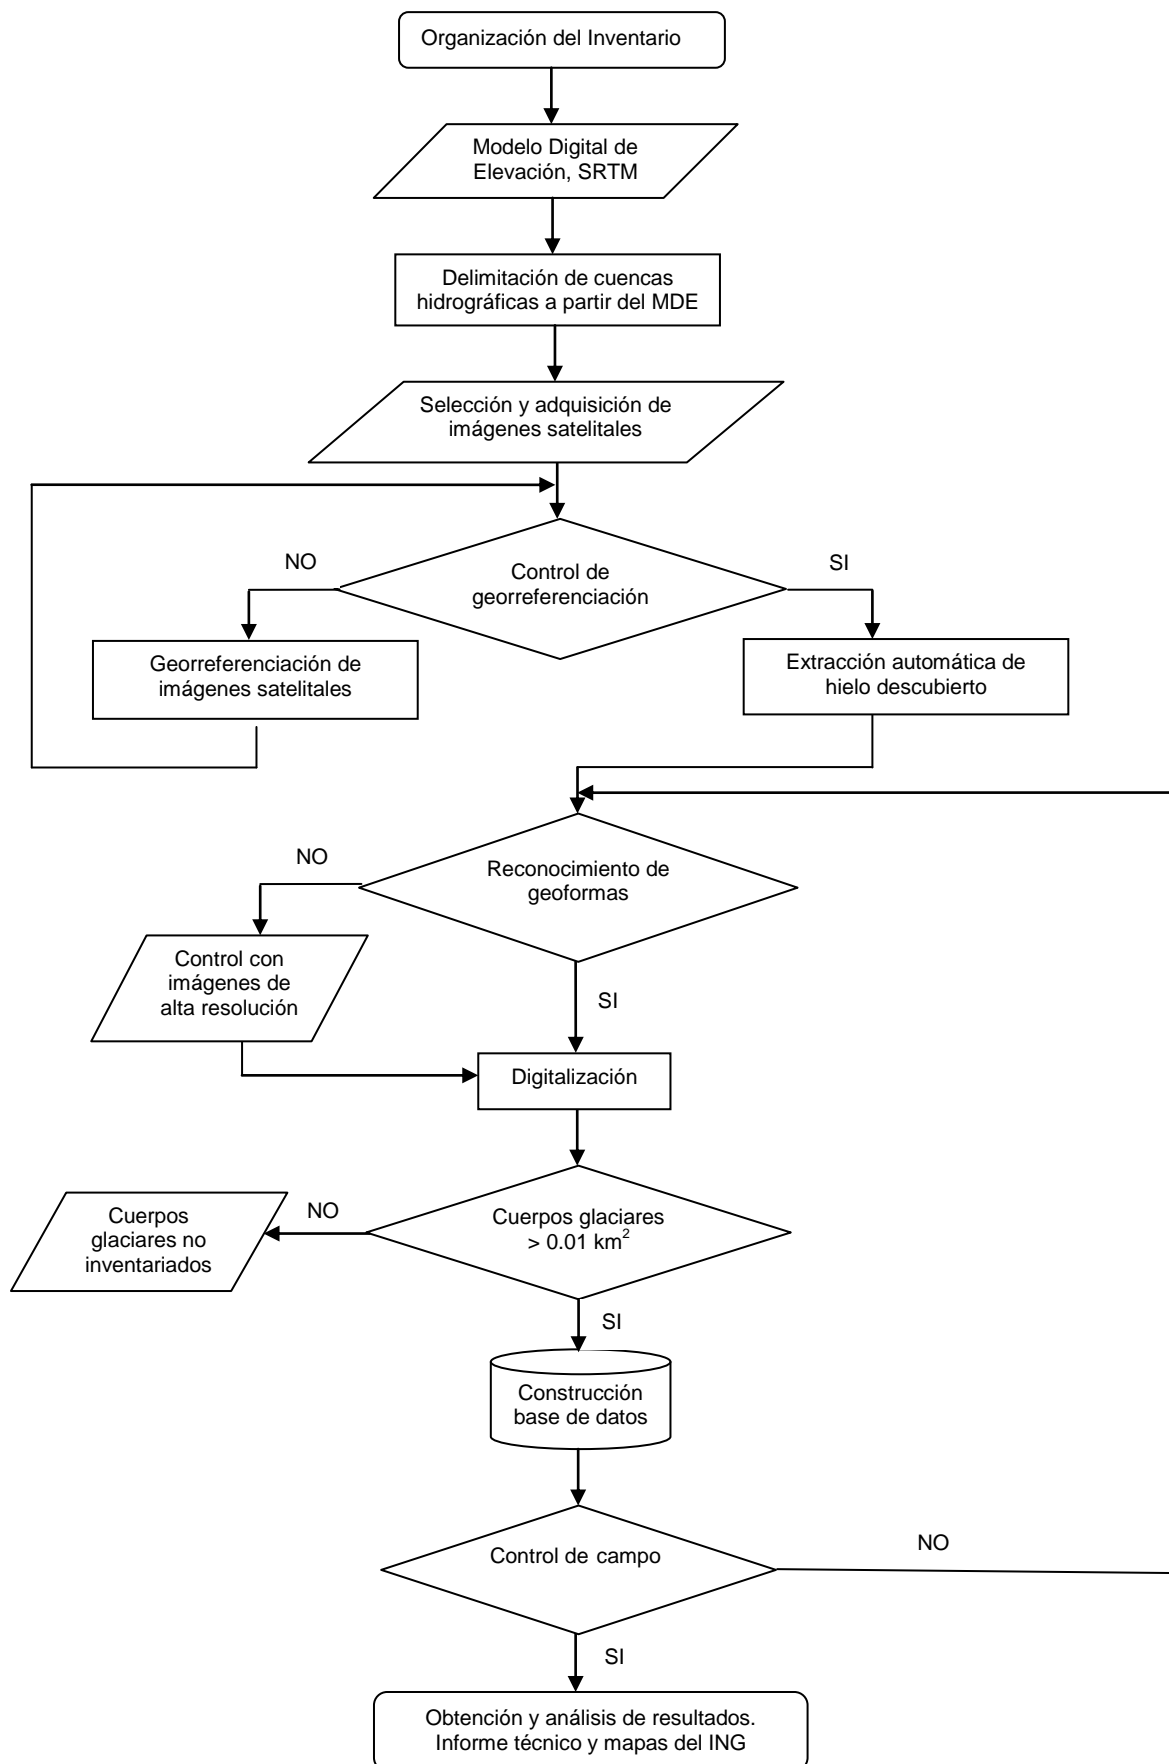 Organización del Inventario
Modelo Digital de
Elevación, SRTM
Delimitación de cuencas
hidrográficas a partir del MDE
Selección y adquisición de
imágenes satelitales
NO
SI
Control de
georreferenciación
Georreferenciación de
imágenes satelitales
Extracción automática de
hielo descubierto
NO
Reconocimiento de
geoformas
Control con
imágenes de
alta resolución
SI
Digitalización
NO
Cuerpos
glaciares no
inventariados
Cuerpos glaciares
> 0.01 km²
SI
Construcción
base de datos
Control de campo
NO
SI
Obtención y análisis de resultados.
Informe técnico y mapas del ING